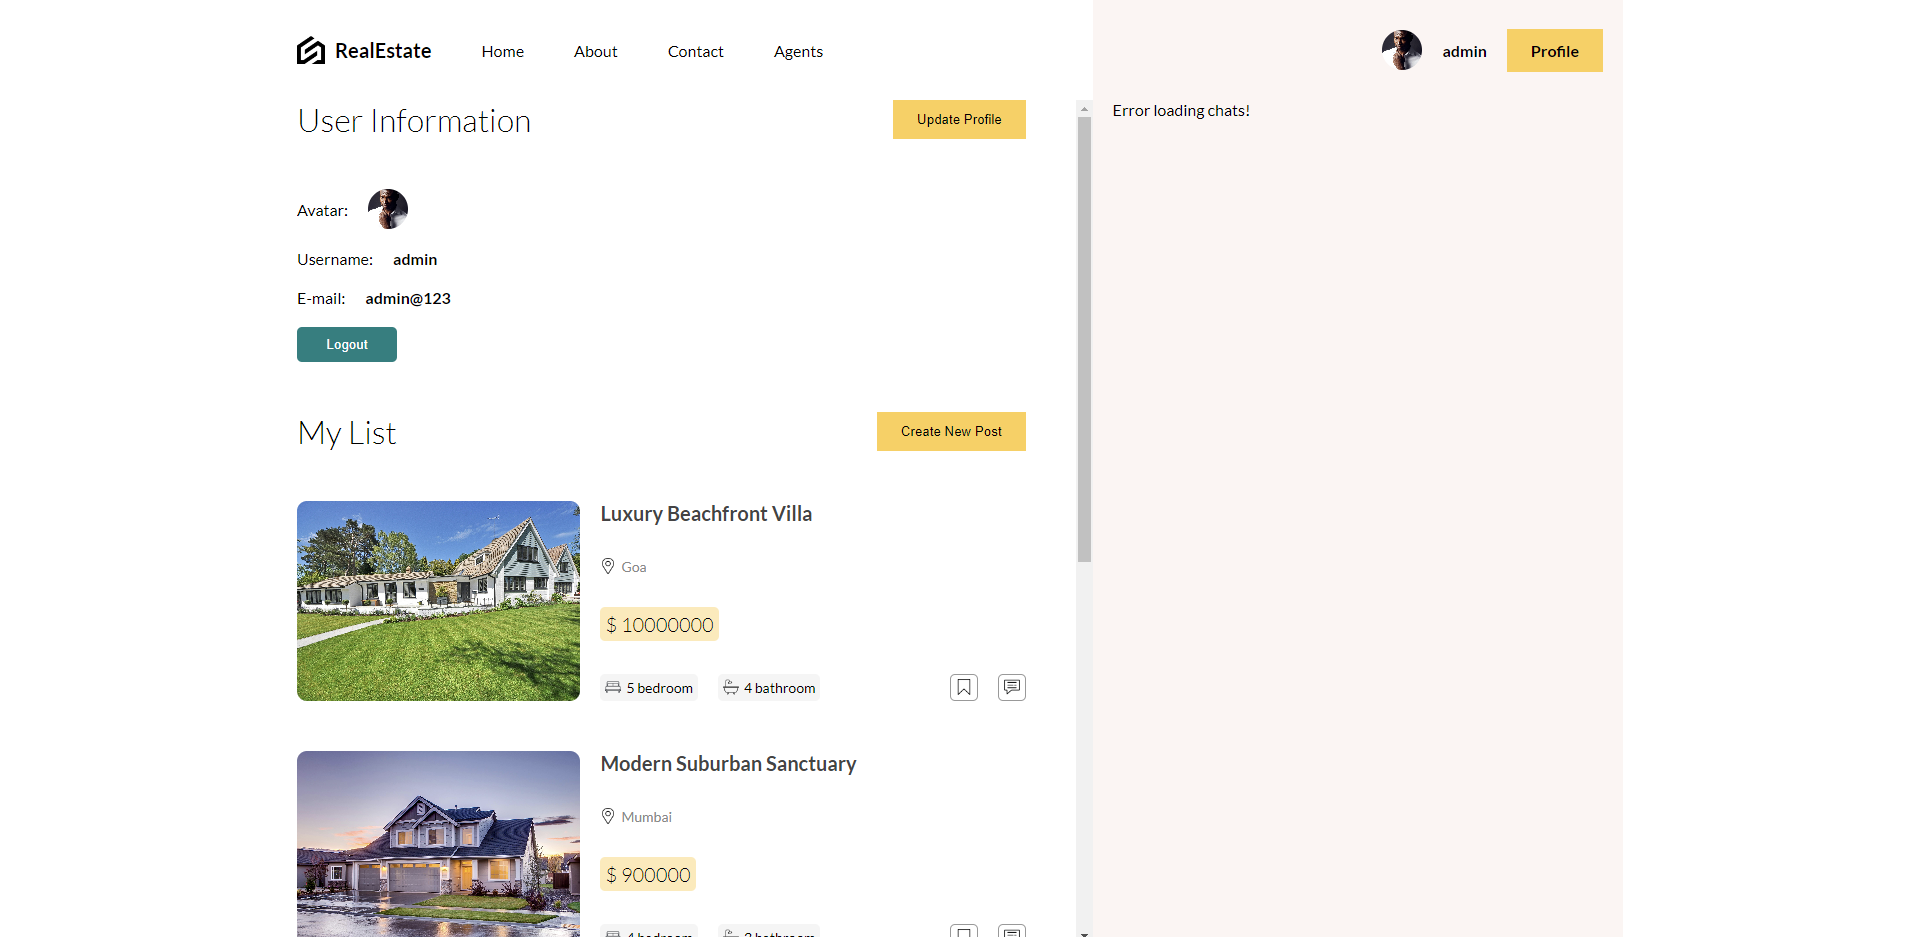 RealEstate
Home
About
Contact
Agents
admin
Profile
User Information
Update Profile
Error loading chats!
Avatar:
Username: admin
E-mail: admin@123
Logout
My List
Create New Post
Luxury Beachfront Villa
Goa
$ 10000000
5 bedroom
4 bathroom
Modern Suburban Sanctuary
Mumbai
$ 900000
4 bedroom